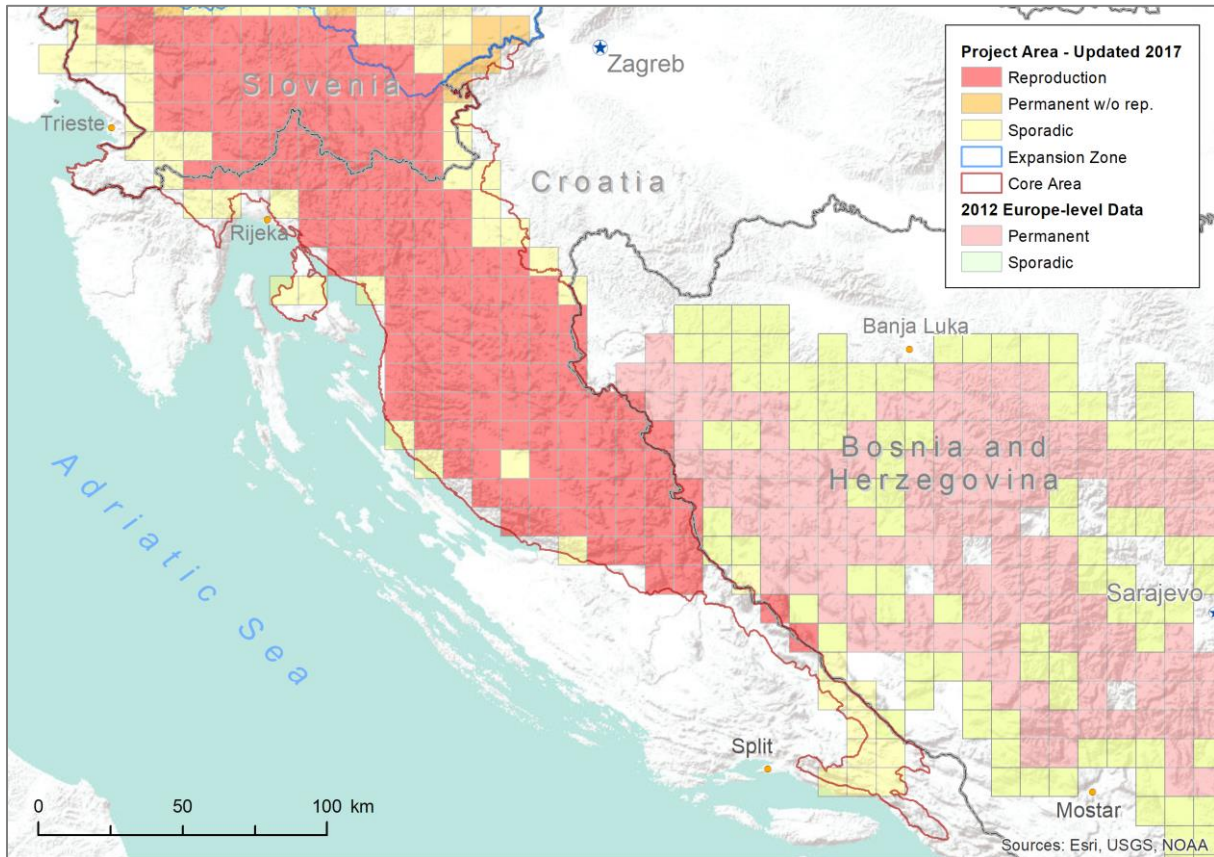 Zagreb
Slovenia
Trieste
Croatia
Rijeka
Banja Luka
Bosnia and
Herzegovina
Adriatic Sea
Sarajevo
Split
Mostar
Project Area - Updated 2017
Reproduction
Permanent w/o rep.
Sporadic
Expansion Zone
Core Area
2012 Europe-level Data
Permanent
Sporadic
0 50 100 km
Sources: Esri, USGS, NOAA